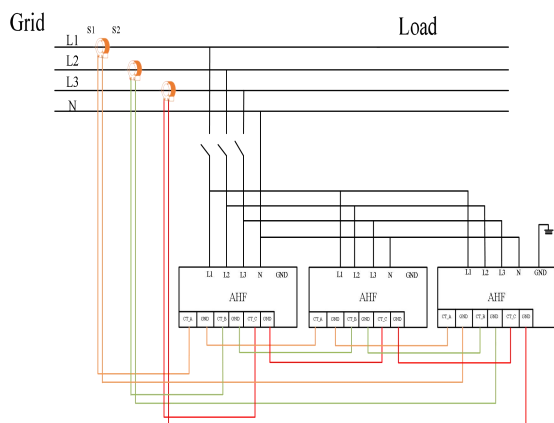 Grid
Load
S1 S2
L1
L2
L3
N
L1 L2 L3 N GND
L1 L2 L3 N GND
L1 L2 L3 N GND
AHF
AHF
AHF
CT_A GND CT_B GND CT_C GND
CT_A GND CT_B GND CT_C GND
CT_A GND CT_B GND CT_C GND